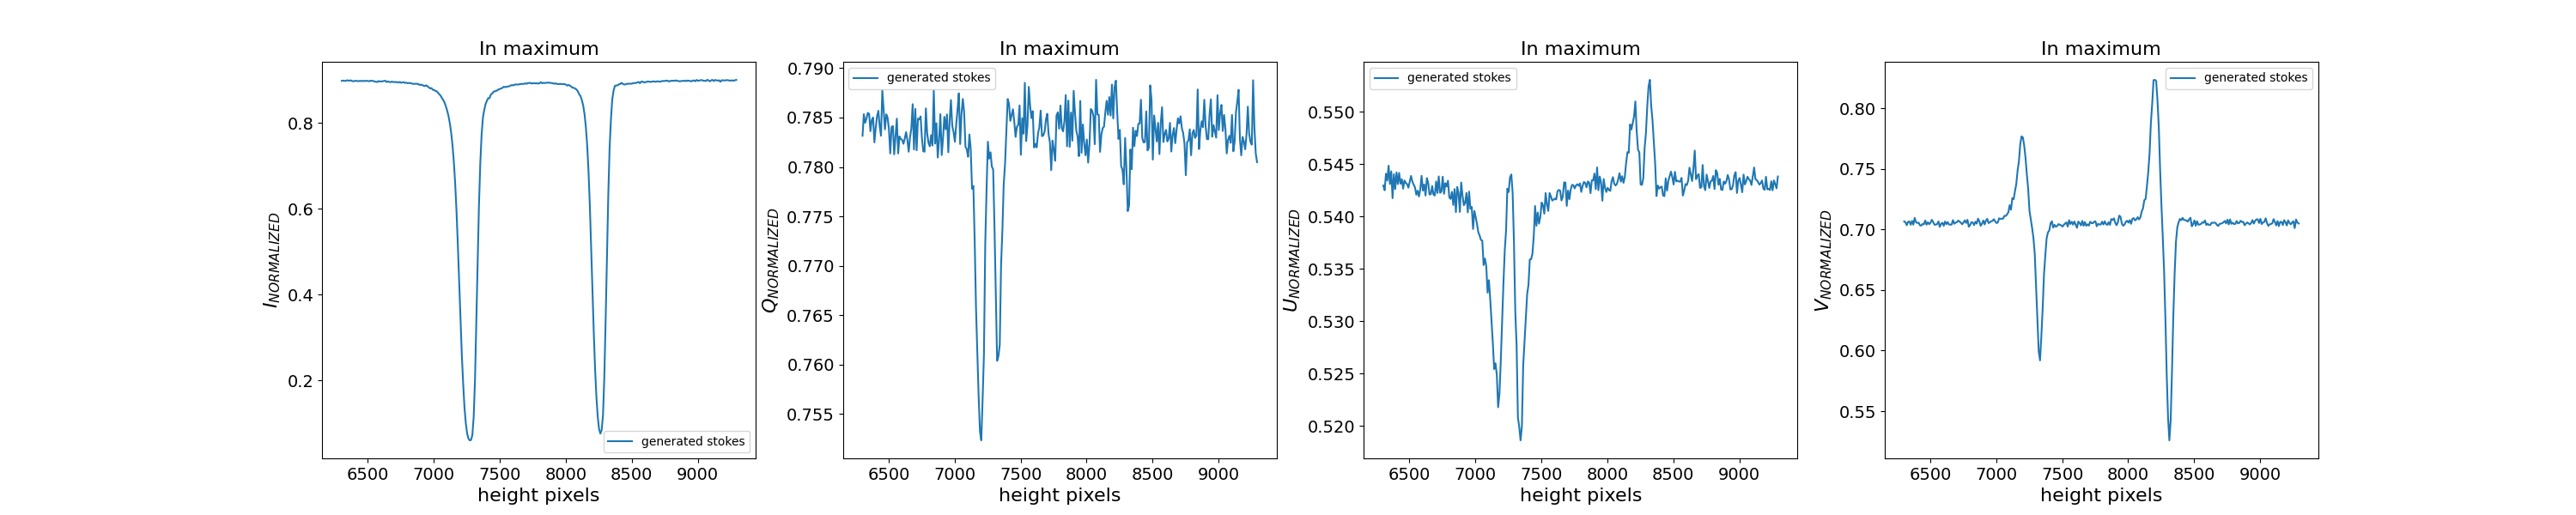 In maximum
0.8
0.6
0.4
0.2
I_NORMALIZED
generated stokes
6500 7000 7500 8000 8500 9000
height pixels
In maximum
0.790
0.785
0.780
0.775
0.770
0.765
0.760
0.755
Q_NORMALIZED
generated stokes
6500 7000 7500 8000 8500 9000
height pixels
In maximum
0.550
0.545
0.540
0.535
0.530
0.525
0.520
U_NORMALIZED
generated stokes
6500 7000 7500 8000 8500 9000
height pixels
In maximum
0.80
0.75
0.70
0.65
0.60
0.55
V_NORMALIZED
generated stokes
6500 7000 7500 8000 8500 9000
height pixels